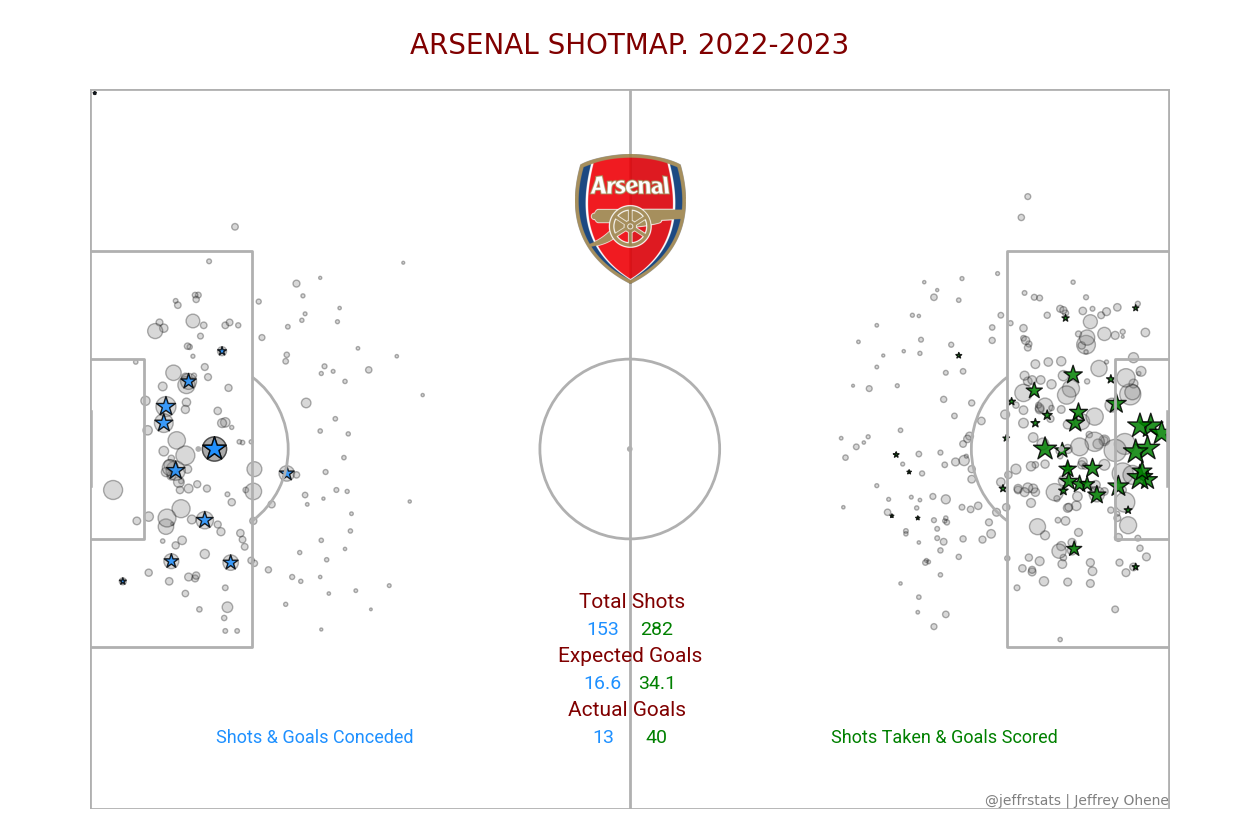 ARSENAL SHOTMAP. 2022-2023
Arsenal
Total Shots
153 282
Expected Goals
16.6 34.1
Actual Goals
13 40
Shots & Goals Conceded
Shots Taken & Goals Scored
@jeffrstats | Jeffrey Ohene